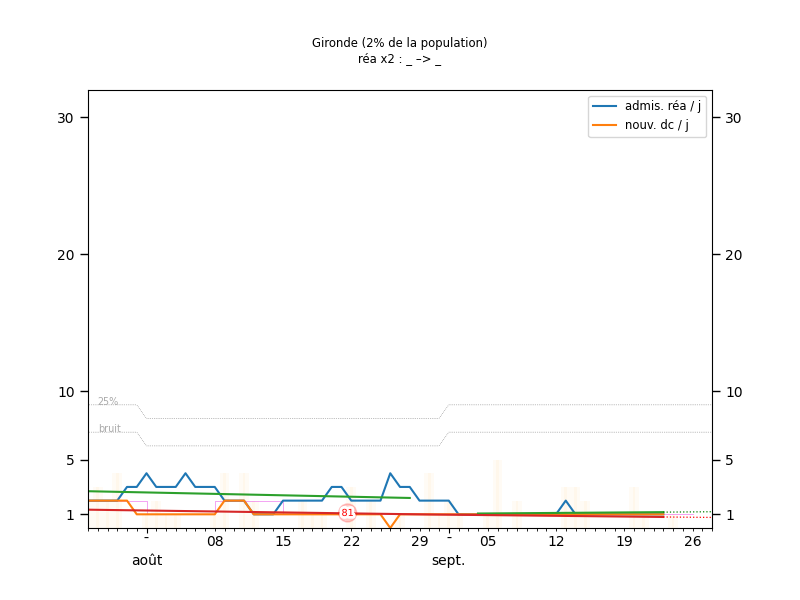 Gironde (2% de la population)
réa x2 : _ –> _
admis. réa / j
nouv. dc / j
30
30
20
20
10
10
25%
bruit
5
5
81
1
1
- 08 15 22 29 - 05 12 19 26
août sept.